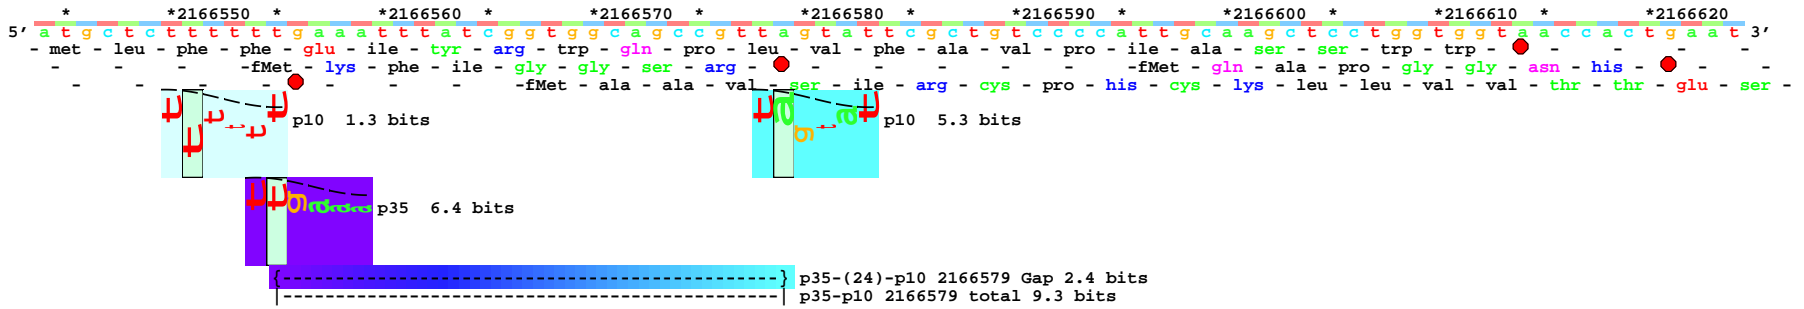 * *2166550 * *2166560 * *2166570 * *2166580 * *2166590 * *2166600 * *2166610 * *2166620
5' a t g c t c t t t t t t g a a a t t t a t c g g t g g c a g c c g t t a g t a t t c g c t g t c c c c a t t g c a a g c t c c t g g t g g t a a c c a c t g a a t 3'
- met - leu - phe - phe - glu - ile - tyr - arg - trp - gln - pro - leu - val - phe - ala - val - pro - ile - ala - ser - ser - trp - trp - - - - -
- - - -fMet - lys - phe - ile - gly - gly - ser - arg - - - - - - -fMet - gln - ala - pro - gly - gly - asn - his - - -
- - - - - - - -fMet - ala - ala - val - ser - ile - arg - cys - pro - his - cys - lys - leu - leu - val - val - thr - thr - glu - ser -
t t t t t t p10 1.3 bits
t a g t a t p10 5.3 bits
t t g a a a p35 6.4 bits
{------------------------} p35-(24)-p10 2166579 Gap 2.4 bits
|------------------------| p35-p10 2166579 total 9.3 bits